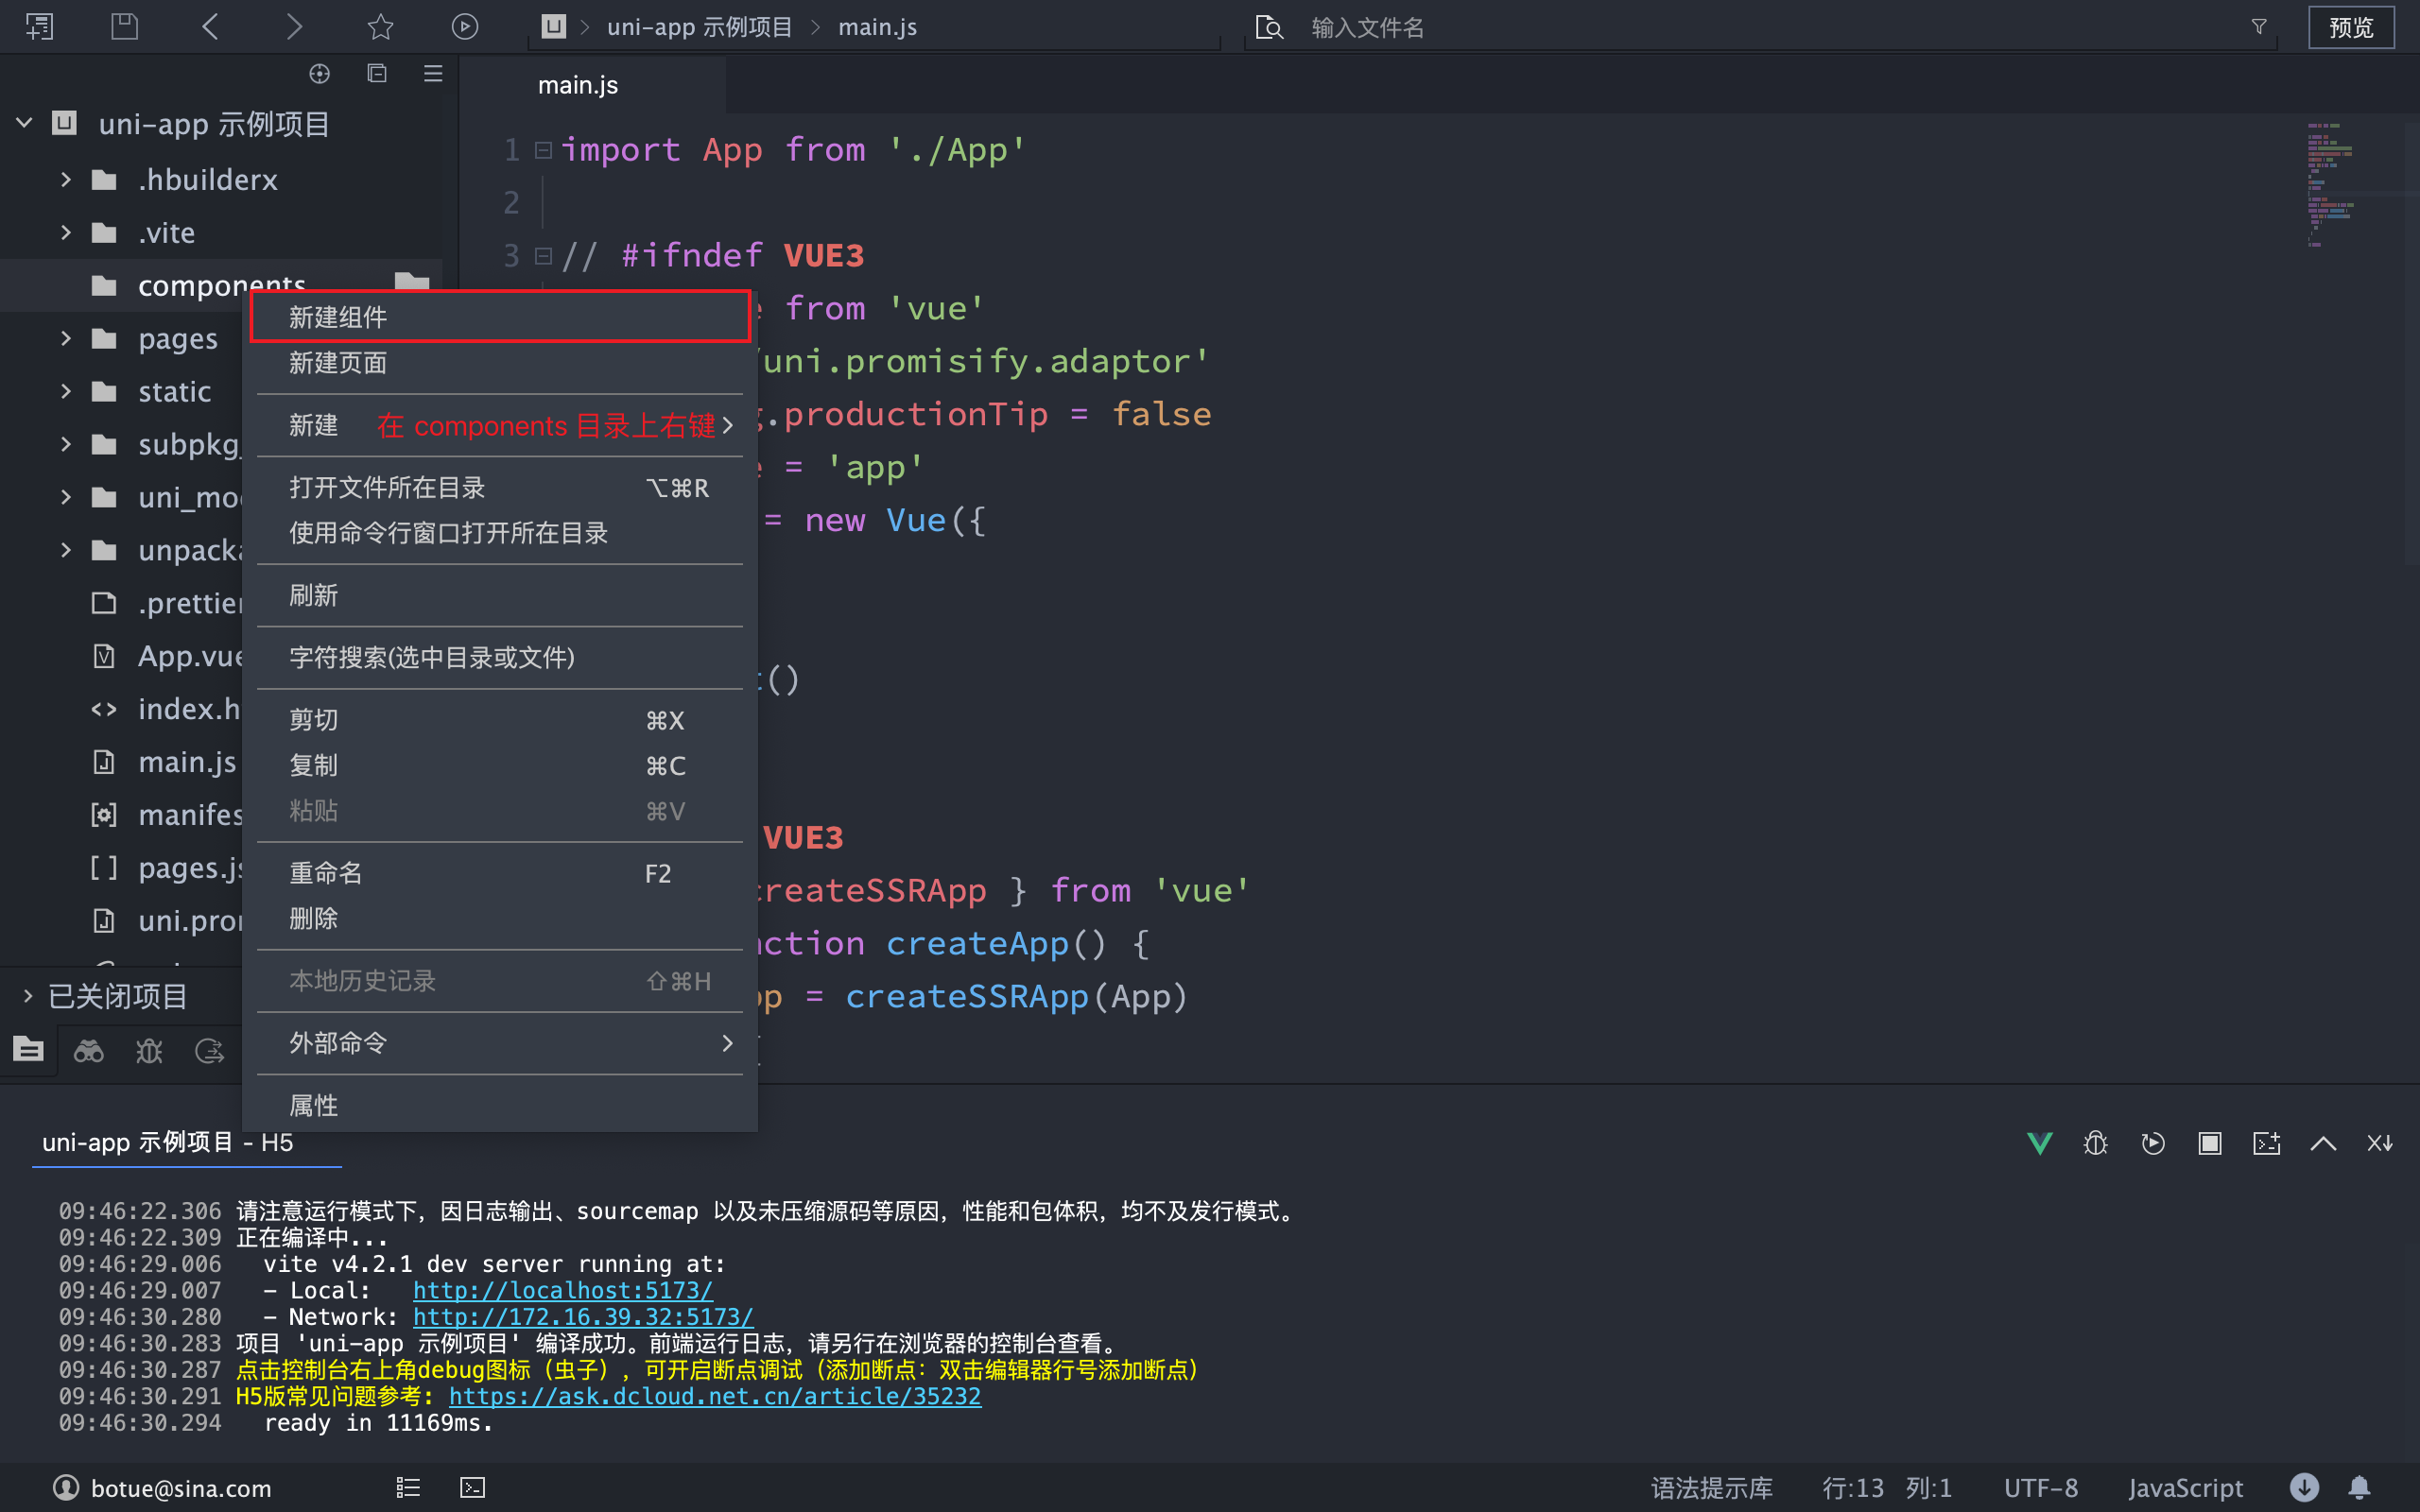 uni-app 示例项目
main.js
输入文件名
预览
main.js
uni-app 示例项目
.hbuilderx
.vite
components
pages
static
subpkg_
uni_mo
unpack
.prettier
App.vue
index.h
main.js
manifes
pages.js
uni.pro
已关闭项目
新建组件
新建页面
新建 在 components 目录上右键
打开文件所在目录 ⌥⌘R
使用命令行窗口打开所在目录
刷新
字符搜索(选中目录或文件)
剪切 ⌘X
复制 ⌘C
粘贴 ⌘V
重命名 F2
删除
本地历史记录 ⇧⌘H
外部命令
属性
1 import App from './App'
2
3 // #ifndef VUE3
from 'vue'
/uni.promisify.adaptor'
.productionTip = false
= 'app'
= new Vue({
()
VUE3
createSSRApp } from 'vue'
ction createApp() {
p = createSSRApp(App)
uni-app 示例项目 - H5
09:46:22.306 请注意运行模式下，因日志输出、sourcemap 以及未压缩源码等原因，性能和包体积，均不及发行模式。
09:46:22.309 正在编译中...
09:46:29.006 vite v4.2.1 dev server running at:
09:46:29.007 - Local: http://localhost:5173/
09:46:30.280 - Network: http://172.16.39.32:5173/
09:46:30.283 项目 'uni-app 示例项目' 编译成功。前端运行日志，请另行在浏览器的控制台查看。
09:46:30.287 点击控制台右上角debug图标（虫子），可开启断点调试（添加断点：双击编辑器行号添加断点）
09:46:30.291 H5版常见问题参考: https://ask.dcloud.net.cn/article/35232
09:46:30.294 ready in 11169ms.
botue@sina.com
语法提示库 行:13 列:1 UTF-8 JavaScript